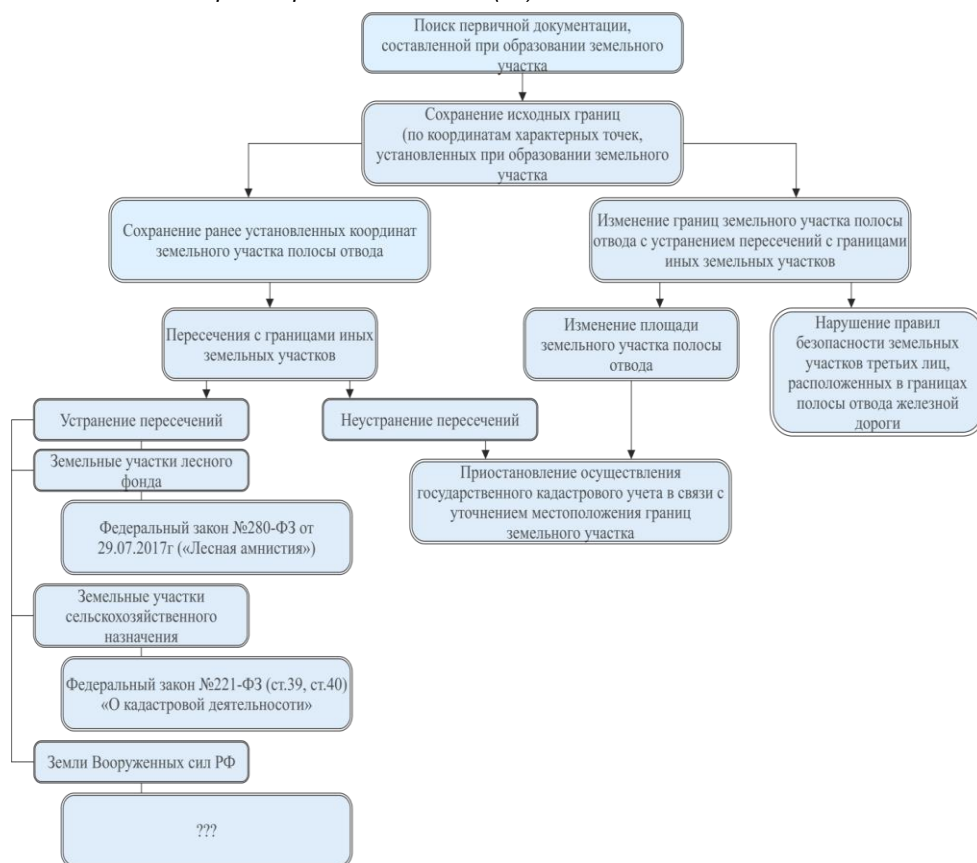 Поиск первичной документации,
составленной при образовании земельного
участка
Сохранение исходных границ
(по координатам характерных точек,
установленных при образовании земельного
участка
Сохранение ранее установленных координат
земельного участка полосы отвода
Изменение границ земельного участка полосы
отвода с устранением пересечений с границами
иных земельных участков
Пересечения с границами иных
земельных участков
Изменение площади
земельного участка полосы
отвода
Нарушение правил
безопасности земельных
участков третьих лиц,
расположенных в границах
полосы отвода железной
дороги
Устранение пересечений
Неустранение пересечений
Земельные участки лесного
фонда
Приостановление осуществления
государственного кадастрового учета в связи с
уточнением местоположения границ
земельного участка
Федеральный закон №280-ФЗ от
29.07.2017г («Лесная амнистия»)
Земельные участки
сельскохозяйственного
назначения
Федеральный закон №221-ФЗ (ст.39, ст.40)
«О кадастровой деятельносоти»
Земли Вооруженных сил РФ
???